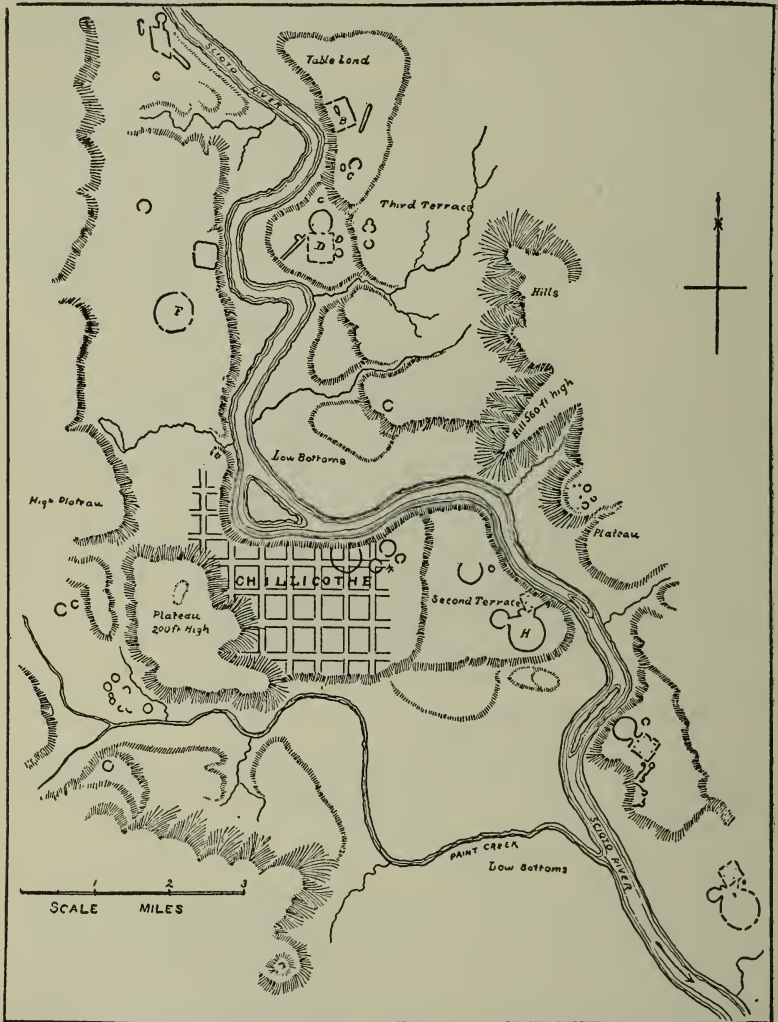 SCIOTO RIVER
Table Land
B
C
G
C
Third Terrace
D
F
Hills
Hill 560 ft high
C
Low Bottoms
High Plateau
Plateau
CHILLICOTHE
Second Terrace
H
Cc
Plateau
200 ft High
C
SCIOTO RIVER
PAINT CREEK
Low Bottoms
1 2 3
SCALE MILES